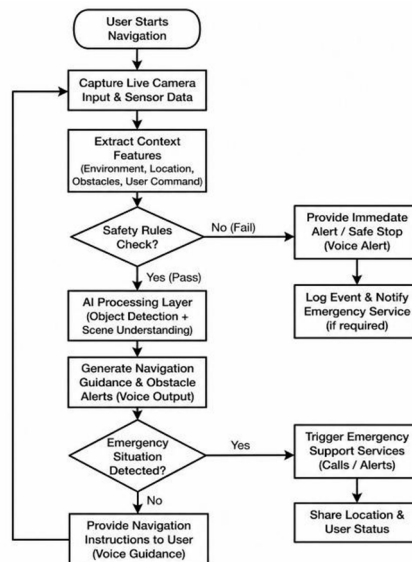 User Starts
Navigation
Capture Live Camera
Input & Sensor Data
Extract Context
Features
(Environment, Location,
Obstacles, User Command)
Safety Rules
Check?
No (Fail)
Provide Immediate
Alert / Safe Stop
(Voice Alert)
Yes (Pass)
Log Event & Notify
Emergency Service
(if required)
AI Processing Layer
(Object Detection +
Scene Understanding)
Generate Navigation
Guidance & Obstacle
Alerts (Voice Output)
Emergency
Situation
Detected?
Yes
Trigger Emergency
Support Services
(Calls / Alerts)
No
Share Location &
User Status
Provide Navigation
Instructions to User
(Voice Guidance)